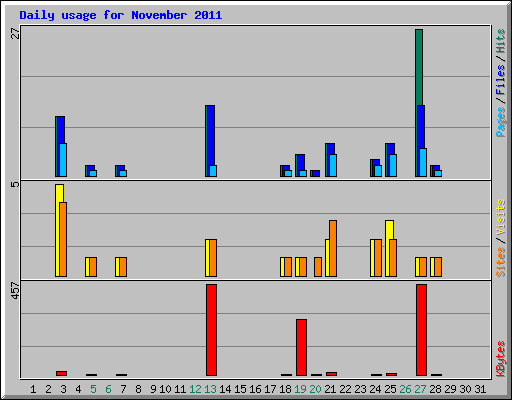 Daily usage for November 2011
27
5
457
Pages / Files / Hits
Sites / Visits
KBytes
1 2 3 4 5 6 7 8 9 10 11 12 13 14 15 16 17 18 19 20 21 22 23 24 25 26 27 28 29 30 31